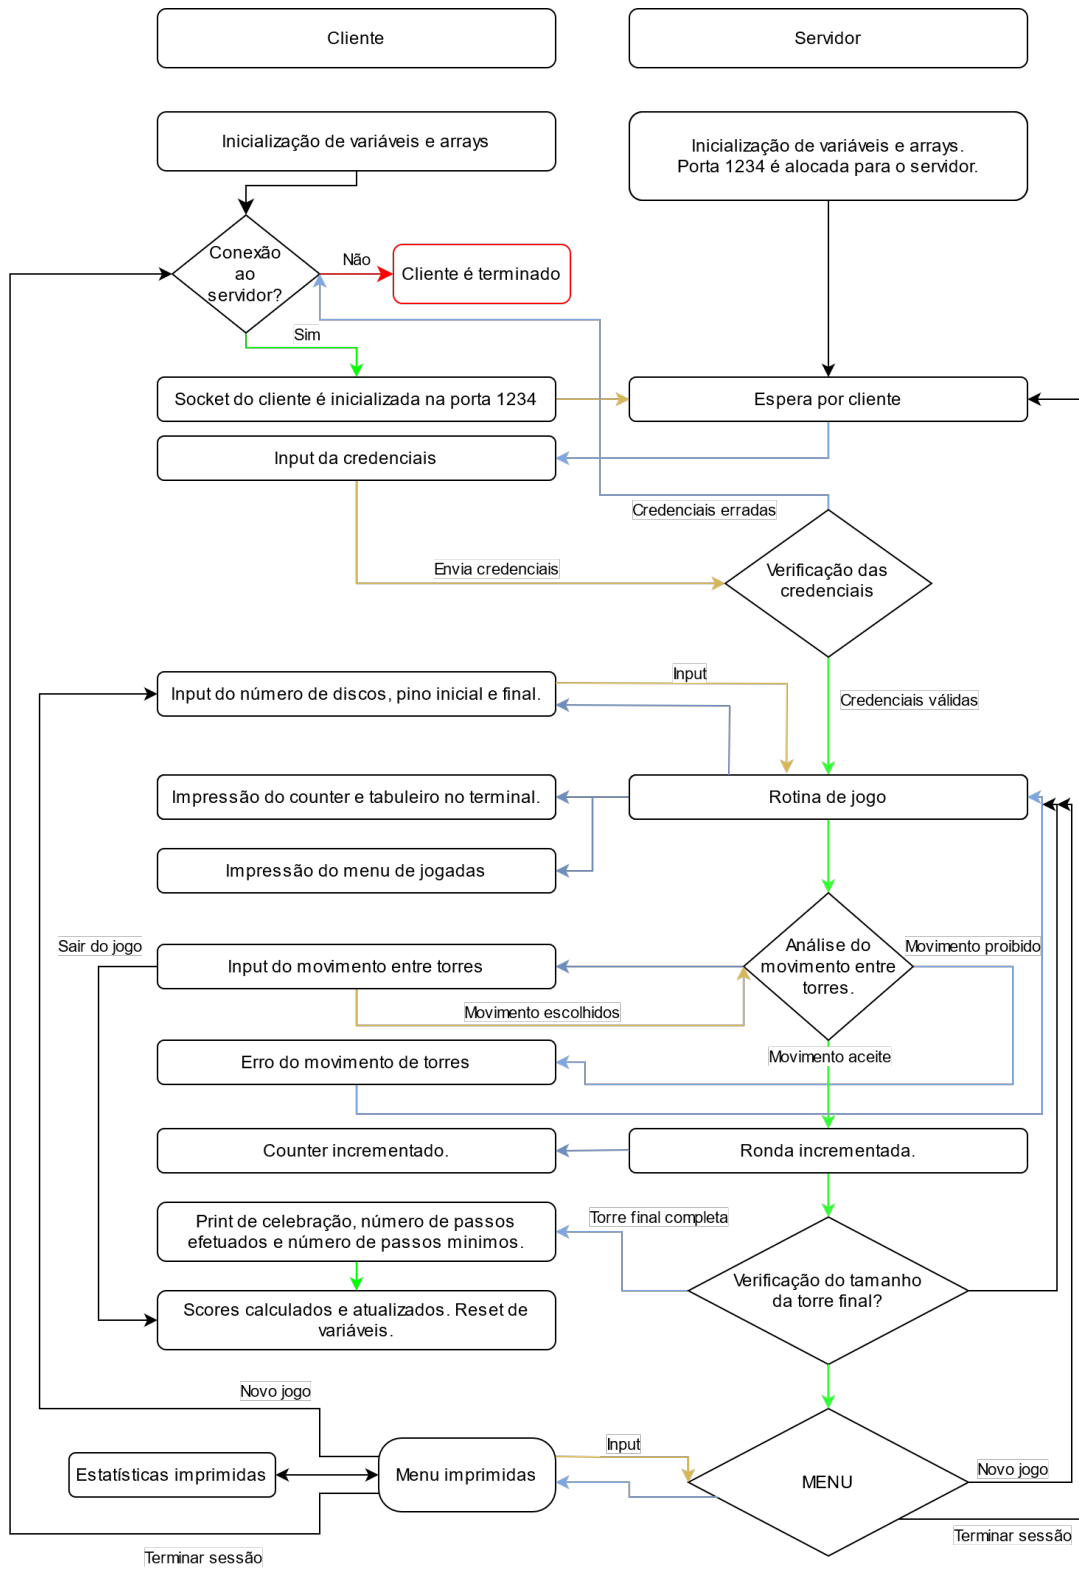 Cliente
Servidor
Inicialização de variáveis e arrays
Inicialização de variáveis e arrays.
Porta 1234 é alocada para o servidor.
Conexão
ao
servidor?
Não
Cliente é terminado
Sim
Socket do cliente é inicializada na porta 1234
Espera por cliente
Input da credenciais
Credenciais erradas
Envia credenciais
Verificação das
credenciais
Input do número de discos, pino inicial e final.
Input
Credenciais válidas
Impressão do counter e tabuleiro no terminal.
Rotina de jogo
Impressão do menu de jogadas
Sair do jogo
Input do movimento entre torres
Análise do
movimento entre
torres.
Movimento proibido
Movimento escolhidos
Erro do movimento de torres
Movimento aceite
Counter incrementado.
Ronda incrementada.
Print de celebração, número de passos
efetuados e número de passos minimos.
Torre final completa
Verificação do tamanho
da torre final?
Scores calculados e atualizados. Reset de
variáveis.
Novo jogo
Estatísticas imprimidas
Menu imprimidas
Input
MENU
Novo jogo
Terminar sessão
Terminar sessão